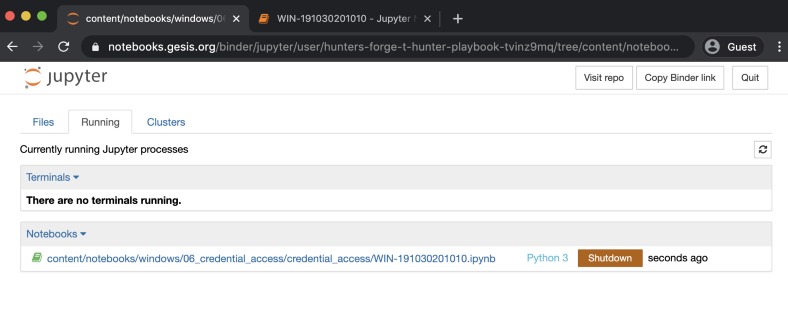 content/notebooks/windows/06
WIN-191030201010 - Jupyter
notebooks.gesis.org/binder/jupyter/user/hunters-forge-t-hunter-playbook-tvinz9mq/tree/content/noteboo...
Guest
jupyter
Visit repo
Copy Binder link
Quit
Files
Running
Clusters
Currently running Jupyter processes
Terminals
There are no terminals running.
Notebooks
content/notebooks/windows/06_credential_access/credential_access/WIN-191030201010.ipynb
Python 3
Shutdown
seconds ago